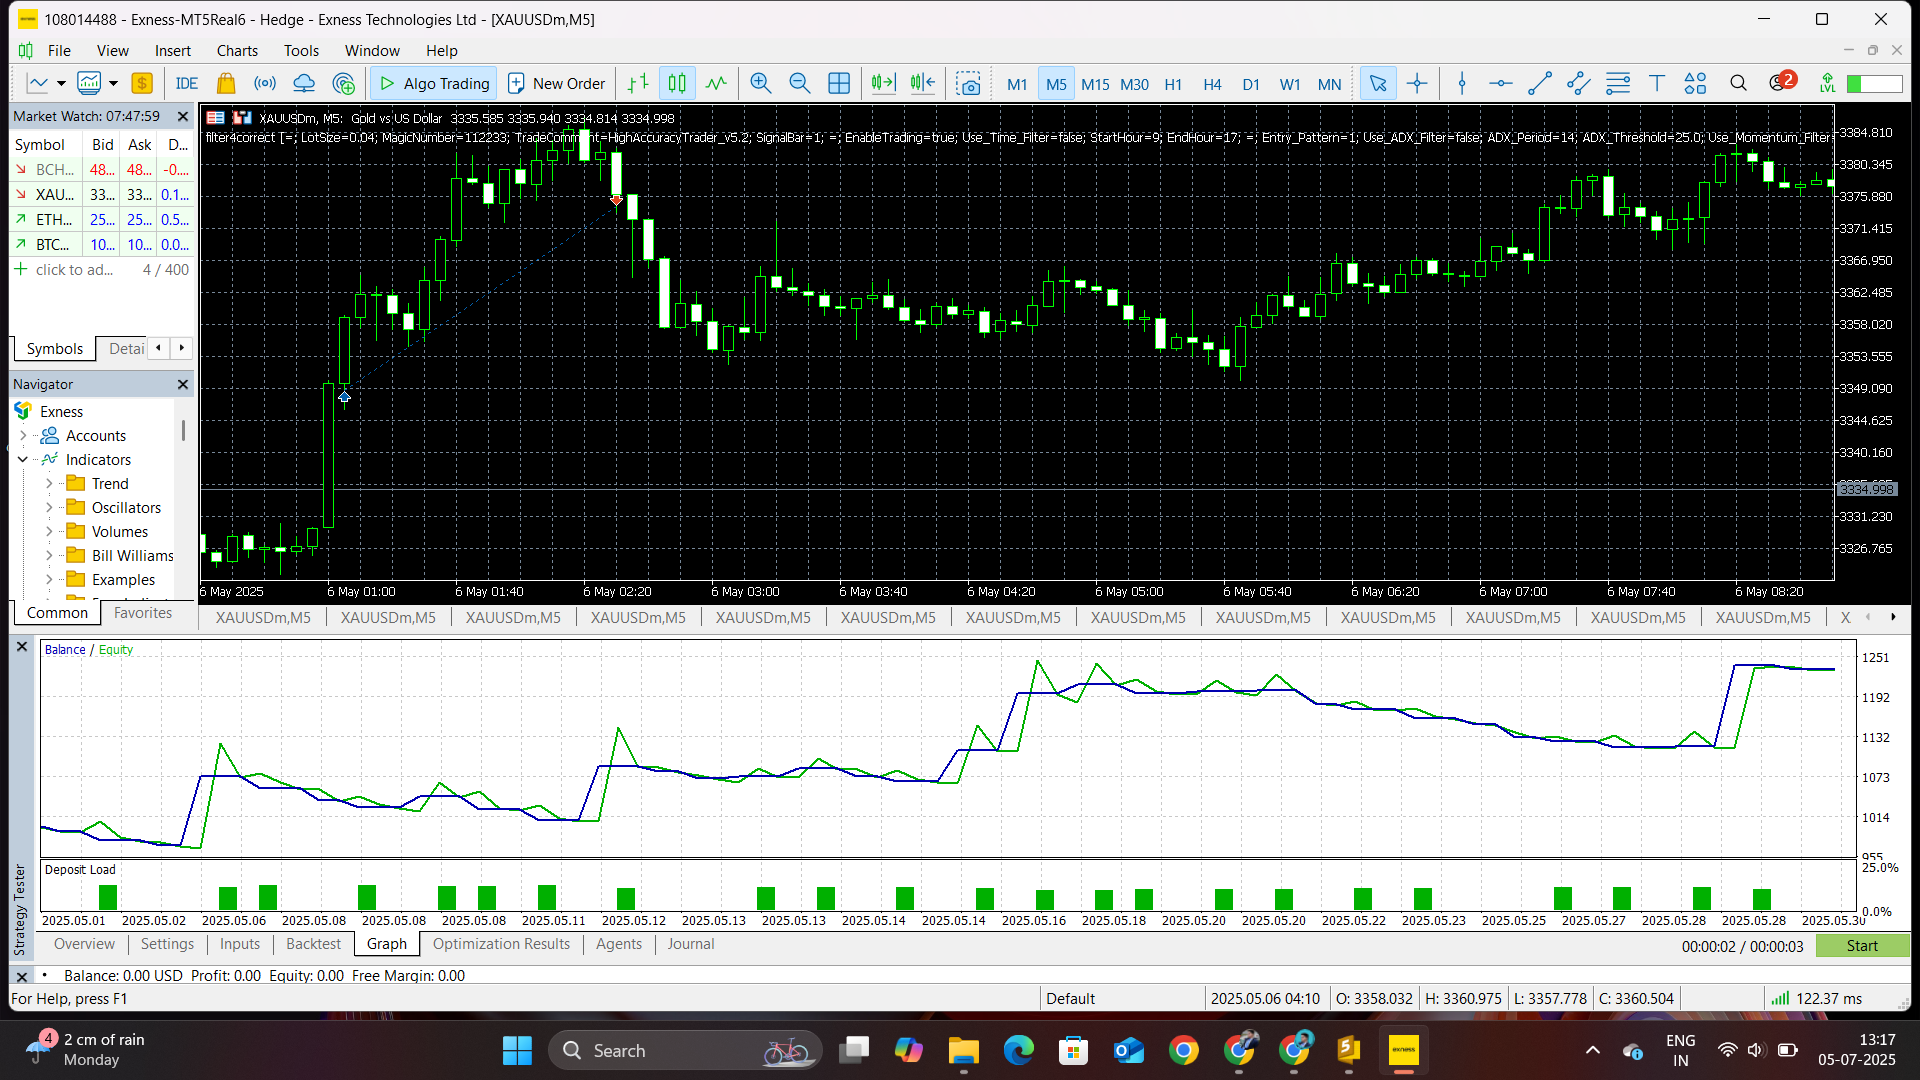 108014488 - Exness-MT5Real6 - Hedge - Exness Technologies Ltd - [XAUUSDm,M5]
File View Insert Charts Tools Window Help
IDE Algo Trading New Order M1 M5 M15 M30 H1 H4 D1 W1 MN T 2 LVL
Market Watch: 07:47:59
Symbol Bid Ask D...
BCH... 48... 48... -0....
XAU... 33... 33... 0.1...
ETH... 25... 25... 0.5...
BTC... 10... 10... 0.0...
click to ad... 4 / 400
Symbols Detai
Navigator
Exness
Accounts
Indicators
Trend
Oscillators
Volumes
Bill Williams
Examples
Common Favorites
XAUUSDm, M5: Gold vs US Dollar 3335.585 3335.940 3334.814 3334.998
filter4correct [=; LotSize=0.04; MagicNumber=112233; TradeComment=HighAccuracyTrader_v5.2; SignalBar=1; =; EnableTrading=true; Use_Time_Filter=false; StartHour=9; EndHour=17; =; Entry_Pattern=1; Use_ADX_Filter=false; ADX_Period=14; ADX_Threshold=25.0; Use_Momentum_Filter
3384.810
3380.345
3375.880
3371.415
3366.950
3362.485
3358.020
3353.555
3349.090
3344.625
3340.160
3334.998
3331.230
3326.765
6 May 2025 6 May 01:00 6 May 01:40 6 May 02:20 6 May 03:00 6 May 03:40 6 May 04:20 6 May 05:00 6 May 05:40 6 May 06:20 6 May 07:00 6 May 07:40 6 May 08:20
XAUUSDm,M5 XAUUSDm,M5 XAUUSDm,M5 XAUUSDm,M5 XAUUSDm,M5 XAUUSDm,M5 XAUUSDm,M5 XAUUSDm,M5 XAUUSDm,M5 XAUUSDm,M5 XAUUSDm,M5 XAUUSDm,M5 XAUUSDm,M5 X
Strategy Tester
Balance / Equity
1251
1192
1132
1073
1014
955
Deposit Load
25.0%
0.0%
2025.05.01 2025.05.02 2025.05.06 2025.05.08 2025.05.08 2025.05.08 2025.05.11 2025.05.12 2025.05.13 2025.05.13 2025.05.14 2025.05.14 2025.05.16 2025.05.18 2025.05.20 2025.05.20 2025.05.22 2025.05.23 2025.05.25 2025.05.27 2025.05.28 2025.05.28 2025.05.30
Overview Settings Inputs Backtest Graph Optimization Results Agents Journal
00:00:02 / 00:00:03 Start
• Balance: 0.00 USD Profit: 0.00 Equity: 0.00 Free Margin: 0.00
For Help, press F1 Default 2025.05.06 04:10 O: 3358.032 H: 3360.975 L: 3357.778 C: 3360.504 122.37 ms
4 2 cm of rain
Monday
Search
exness
ENG
IN
13:17
05-07-2025